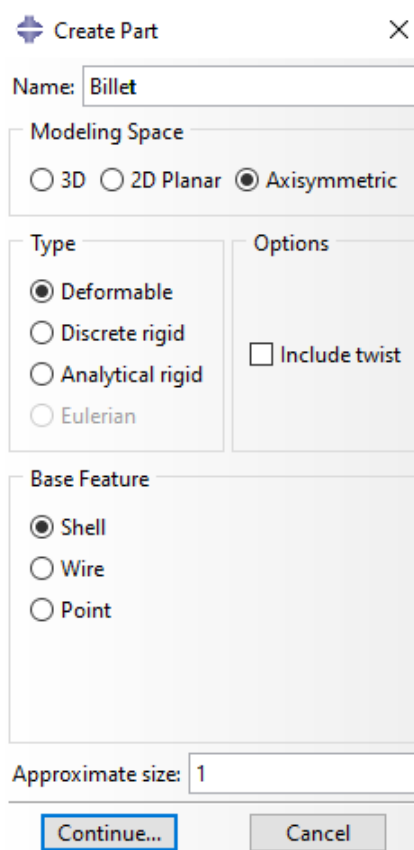 Create Part
Name: Billet
Modeling Space
3D 2D Planar Axisymmetric
Type
Deformable
Discrete rigid
Analytical rigid
Eulerian
Options
Include twist
Base Feature
Shell
Wire
Point
Approximate size: 1
Continue... Cancel